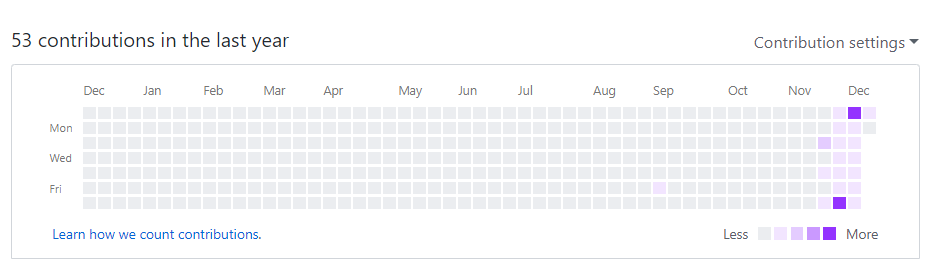 53 contributions in the last year
Contribution settings
Dec Jan Feb Mar Apr May Jun Jul Aug Sep Oct Nov Dec
Mon
Wed
Fri
Learn how we count contributions.
Less More